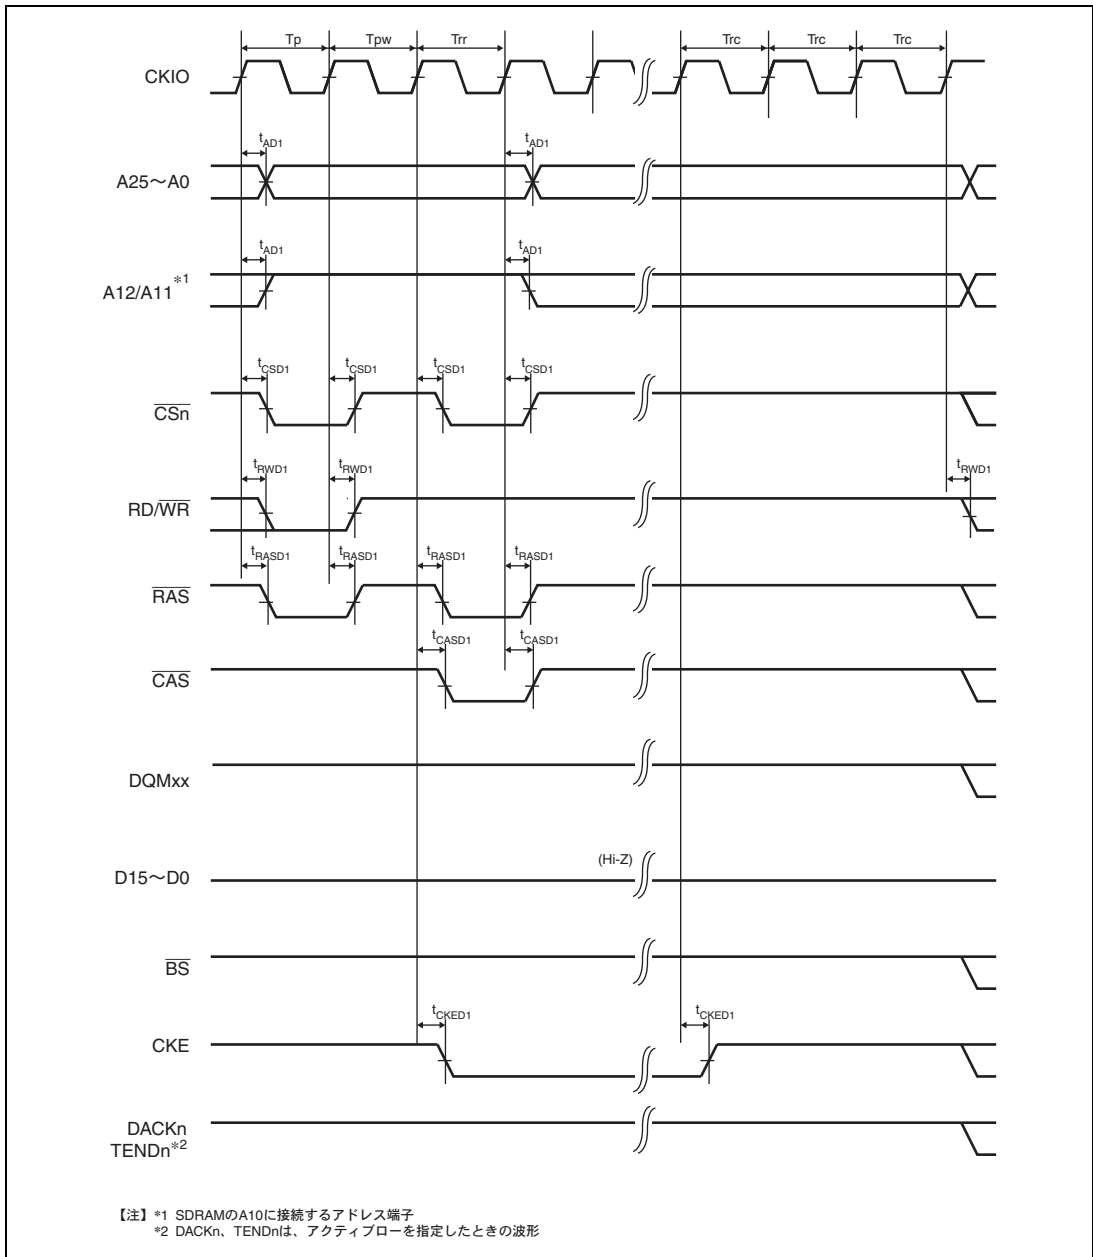 Tp Tpw Trr Trc Trc Trc
CKIO
tAD1 tAD1
A25～A0
tAD1 tAD1
A12/A11*1
tCSD1 tCSD1 tCSD1 tCSD1
CSn
tRWD1 tRWD1 tRWD1
RD/WR
tRASD1 tRASD1 tRASD1 tRASD1
RAS
tCASD1 tCASD1
CAS
DQMxx
(Hi-Z)
D15～D0
BS
tCKED1 tCKED1
CKE
DACKn
TENDn*2
【注】*1 SDRAMのA10に接続するアドレス端子
*2 DACKn、TENDnは、アクティブローを指定したときの波形